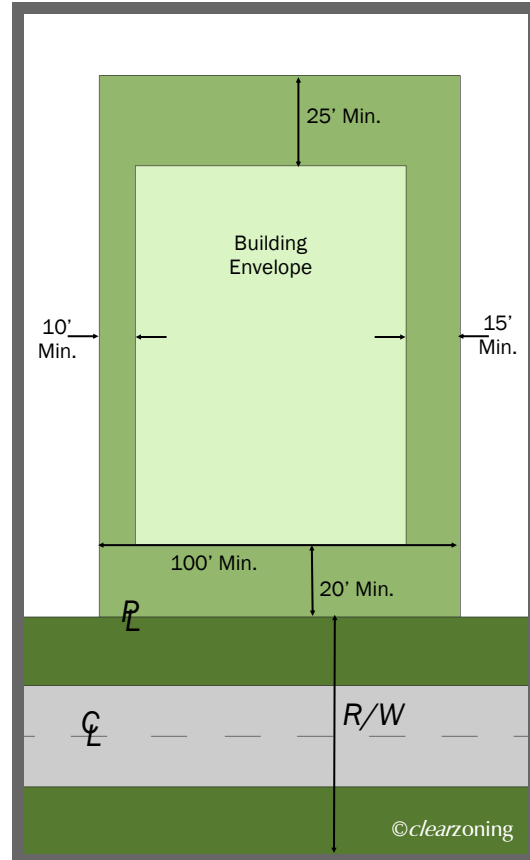 25’ Min.
Building
Envelope
10’
Min.
15’
Min.
100’ Min.
20’ Min.
PL
R/W
CL
©clearzoning